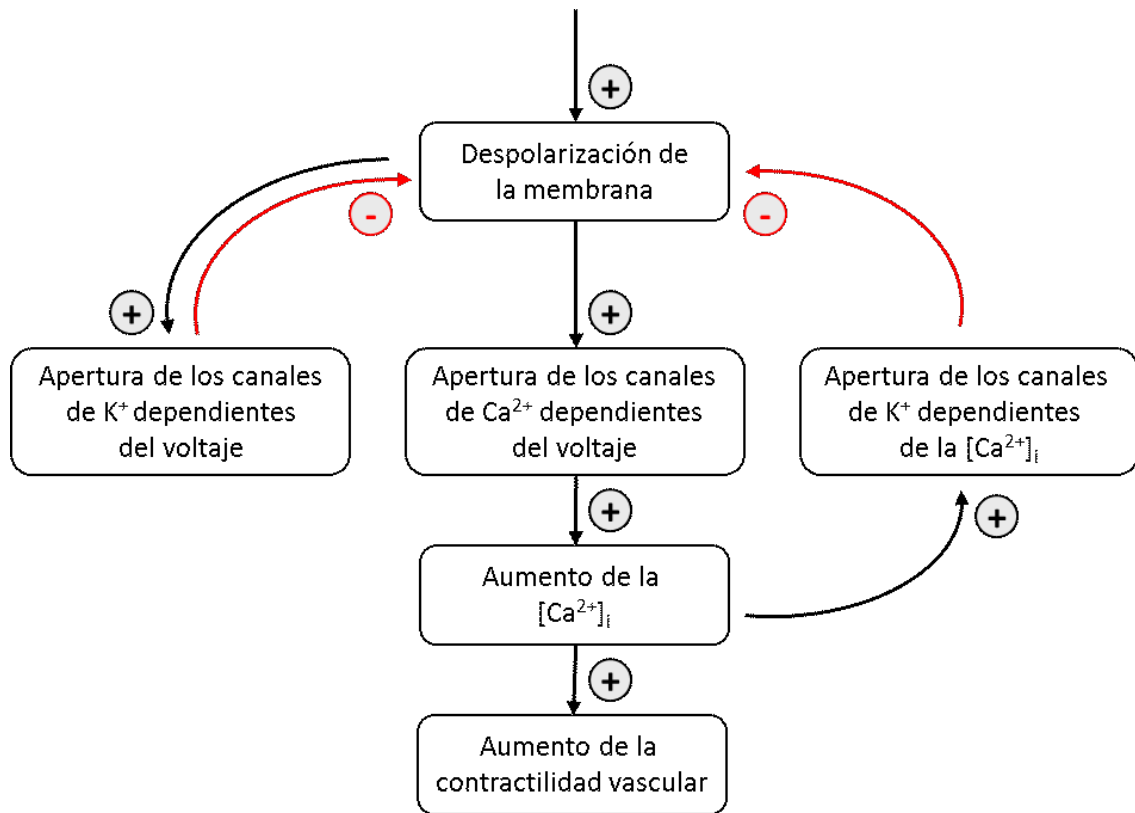 +
Despolarización de
la membrana
-
-
+
+
Apertura de los canales
de K⁺ dependientes
del voltaje
Apertura de los canales
de Ca²⁺ dependientes
del voltaje
Apertura de los canales
de K⁺ dependientes
de la [Ca²⁺]ᵢ
+
+
Aumento de la
[Ca²⁺]ᵢ
+
Aumento de la
contractilidad vascular